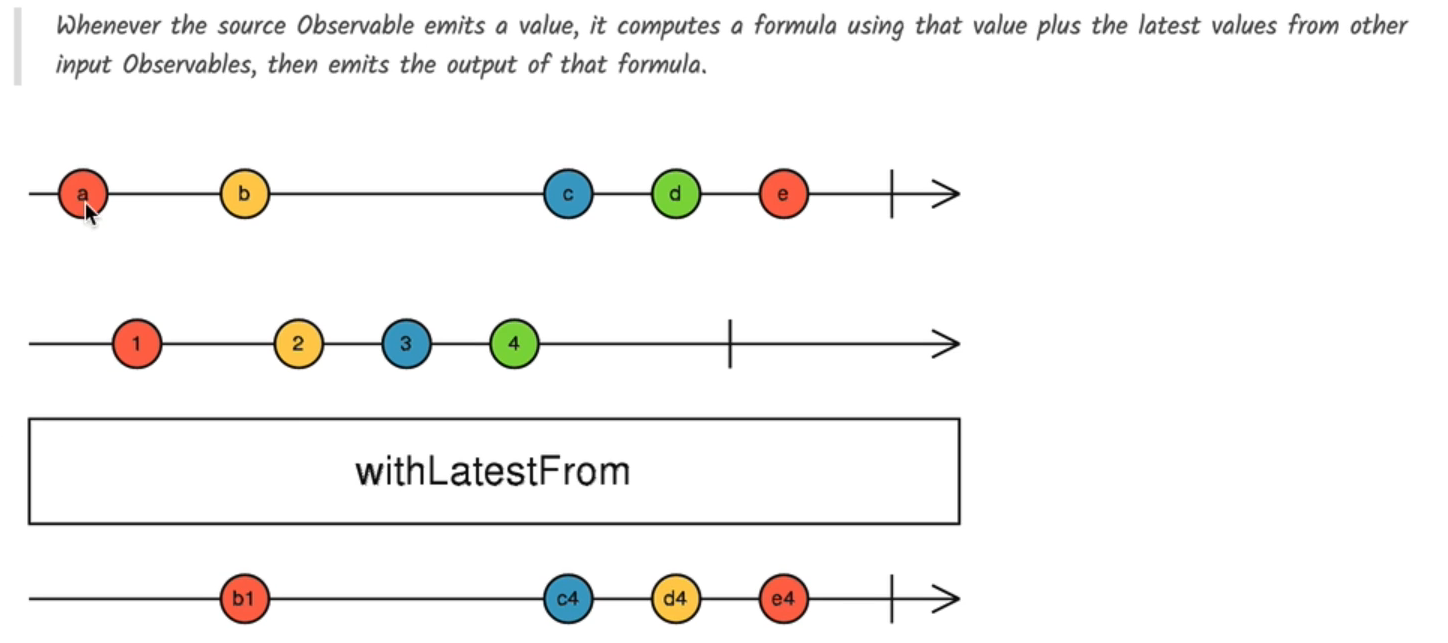 Whenever the source Observable emits a value, it computes a formula using that value plus the latest values from other
input Observables, then emits the output of that formula.
a b c d e
1 2 3 4
withLatestFrom
b1 c4 d4 e4